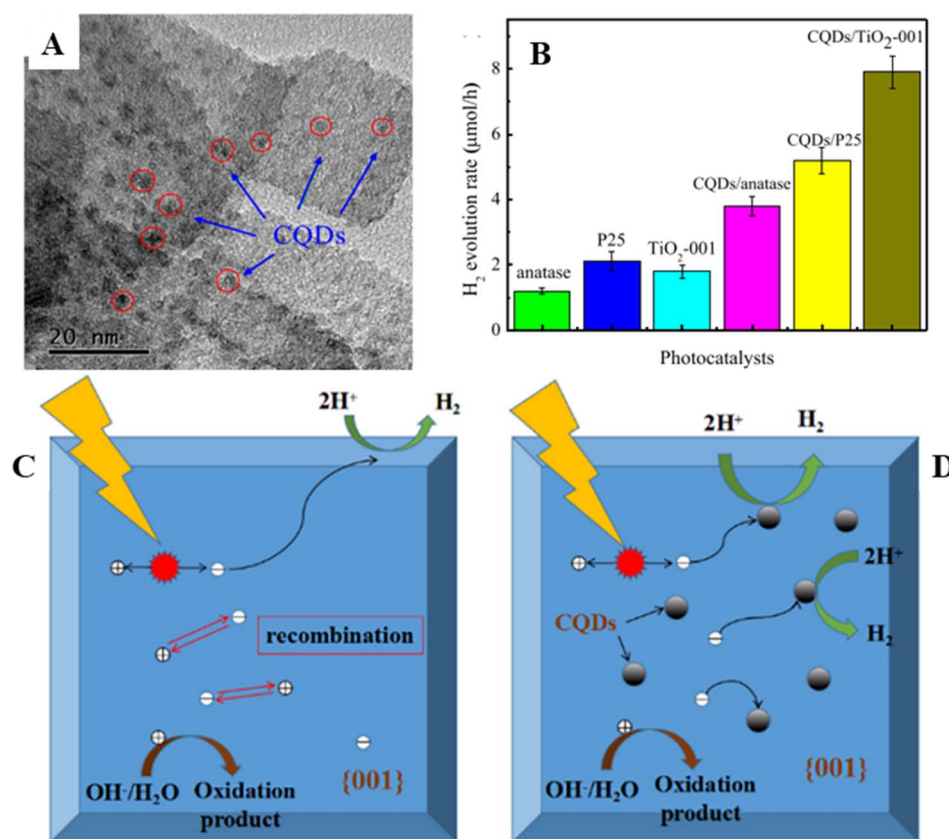 A
CQDs
20 nm
B
H₂ evolution rate (μmol/h)
8
6
4
2
0
anatase
P25
TiO₂-001
CQDs/anatase
CQDs/P25
CQDs/TiO₂-001
Photocatalysts
C
2H⁺
H₂
recombination
OH⁻/H₂O
Oxidation
product
{001}
D
2H⁺
H₂
2H⁺
H₂
CQDs
OH⁻/H₂O
Oxidation
product
{001}